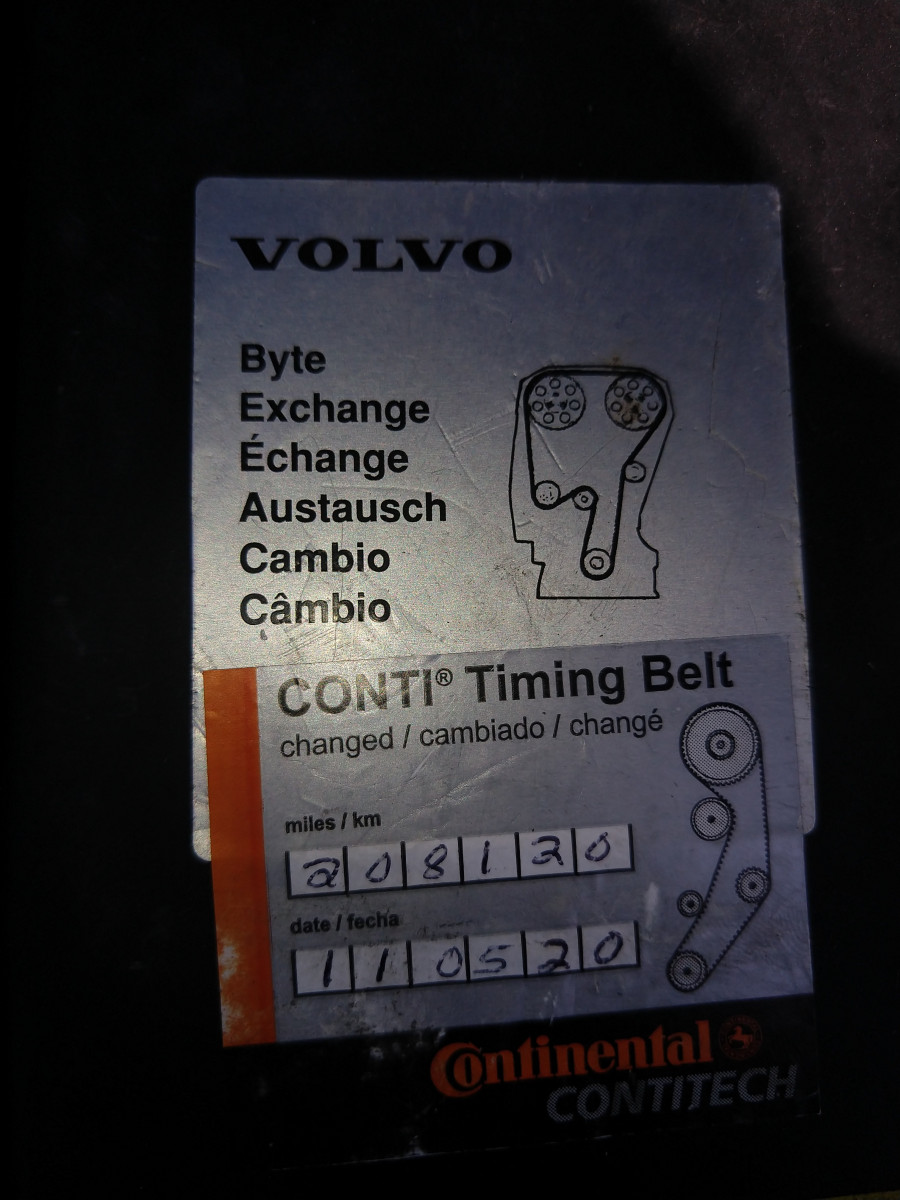 VOLVO
Byte
Exchange
Échange
Austausch
Cambio
Câmbio
CONTI® Timing Belt
changed / cambiado / changé
miles / km
208120
date / fecha
110520
Continental
CONTITECH